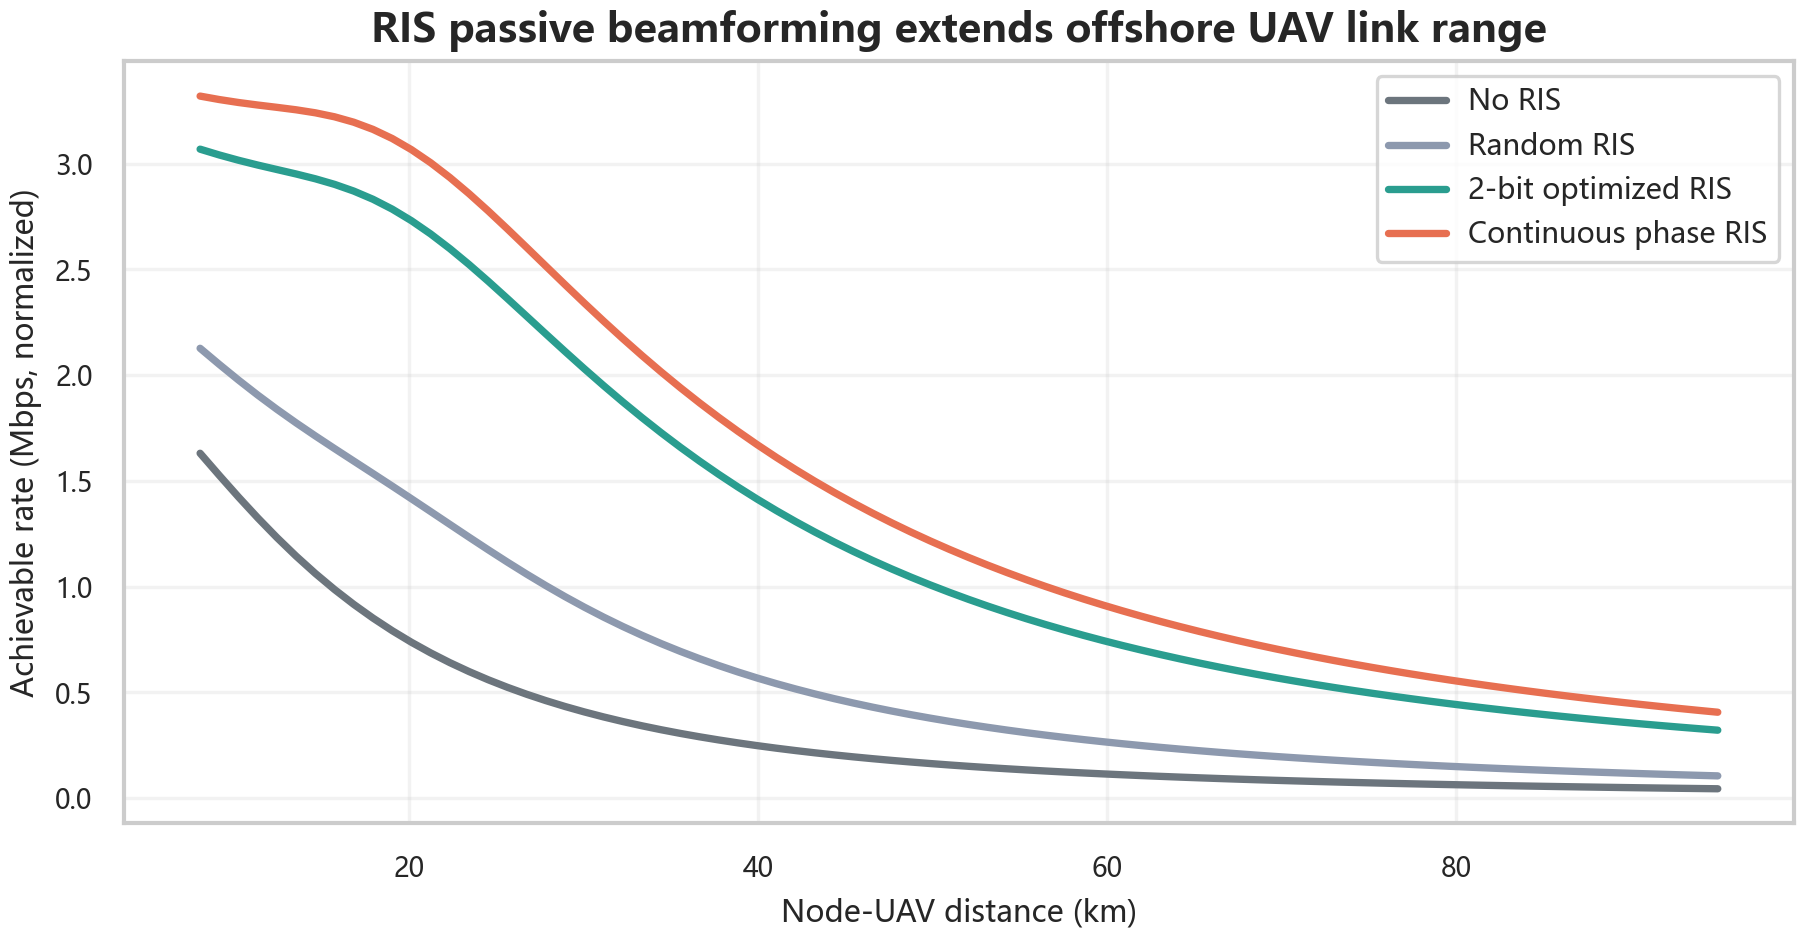 RIS passive beamforming extends offshore UAV link range
No RIS
Random RIS
2-bit optimized RIS
Continuous phase RIS
Achievable rate (Mbps, normalized)
3.0
2.5
2.0
1.5
1.0
0.5
0.0
20
40
60
80
Node-UAV distance (km)